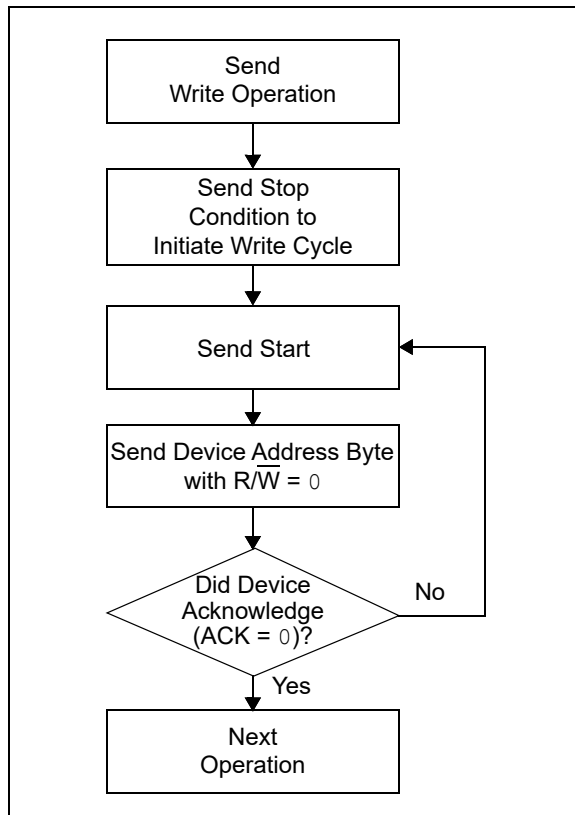 Send
Write Operation
Send Stop
Condition to
Initiate Write Cycle
Send Start
Send Device Address Byte
with R/W̅ = 0
Did Device
Acknowledge
(ACK = 0)?
No
Yes
Next
Operation